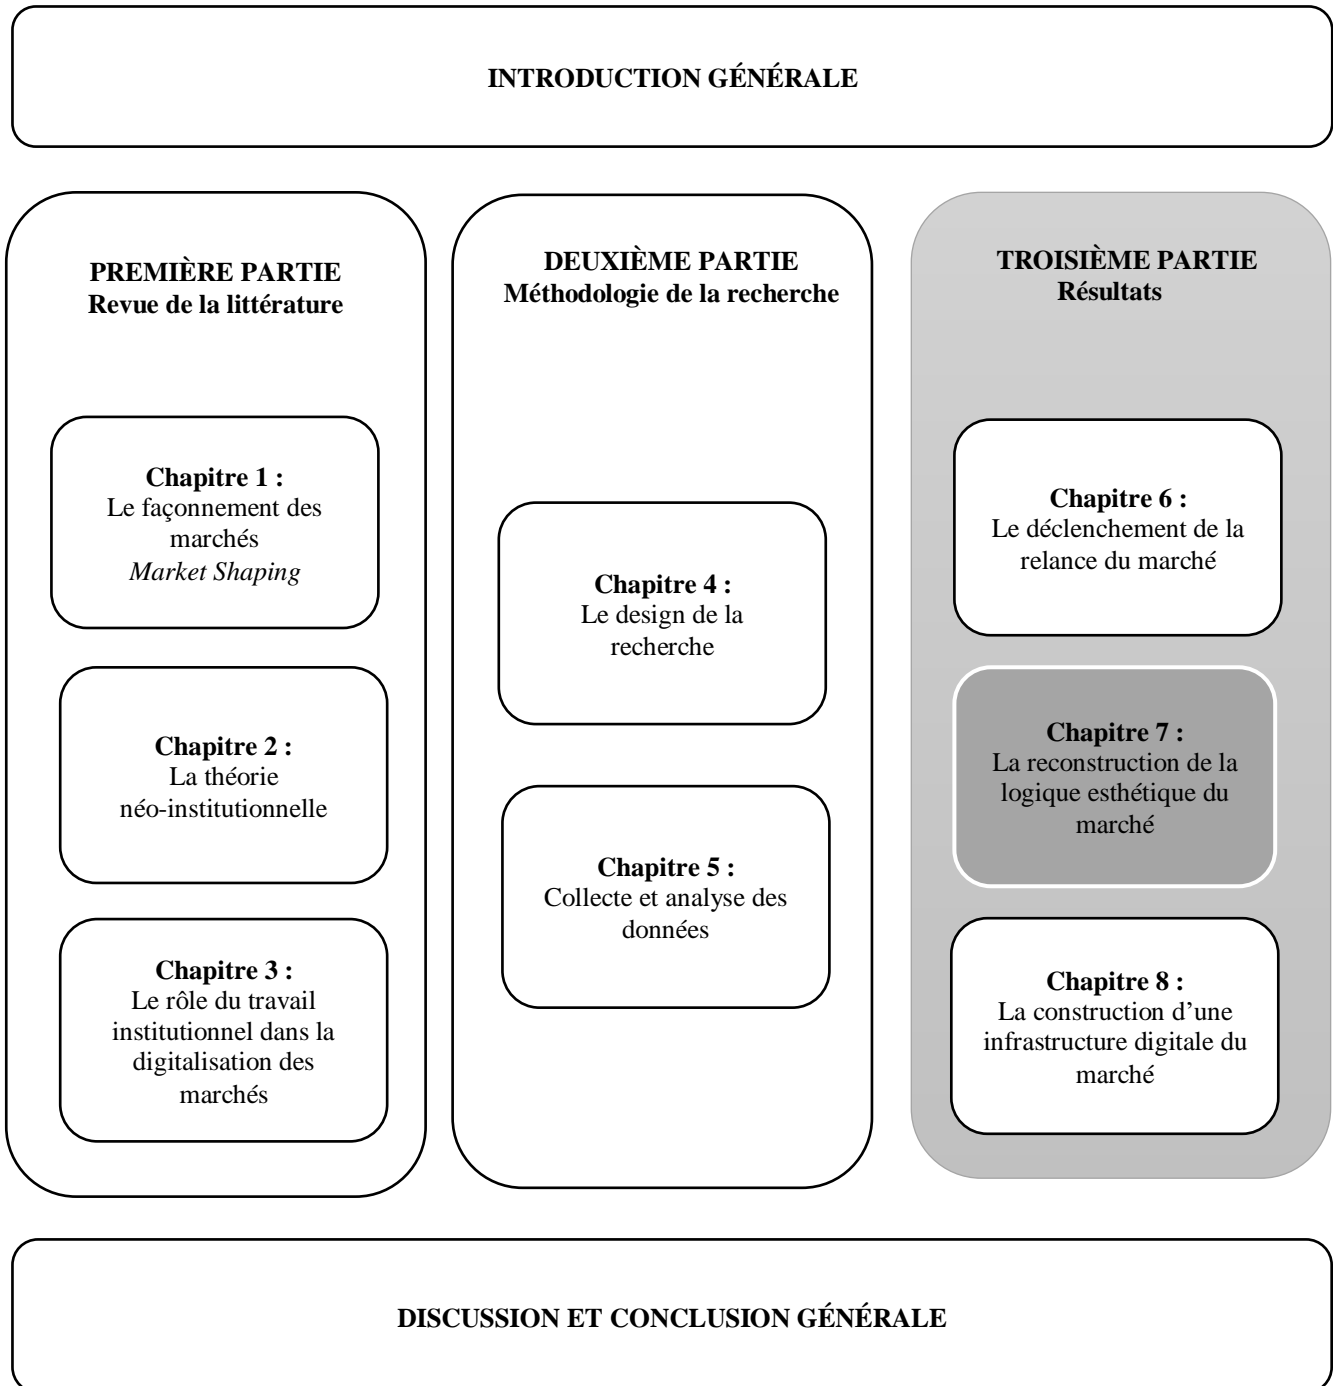 INTRODUCTION GÉNÉRALE
PREMIÈRE PARTIE
Revue de la littérature
Chapitre 1 :
Le façonnement des
marchés
Market Shaping
Chapitre 2 :
La théorie
néo-institutionnelle
Chapitre 3 :
Le rôle du travail
institutionnel dans la
digitalisation des
marchés
DEUXIÈME PARTIE
Méthodologie de la recherche
Chapitre 4 :
Le design de la
recherche
Chapitre 5 :
Collecte et analyse des
données
TROISIÈME PARTIE
Résultats
Chapitre 6 :
Le déclenchement de la
relance du marché
Chapitre 7 :
La reconstruction de la
logique esthétique du
marché
Chapitre 8 :
La construction d’une
infrastructure digitale du
marché
DISCUSSION ET CONCLUSION GÉNÉRALE